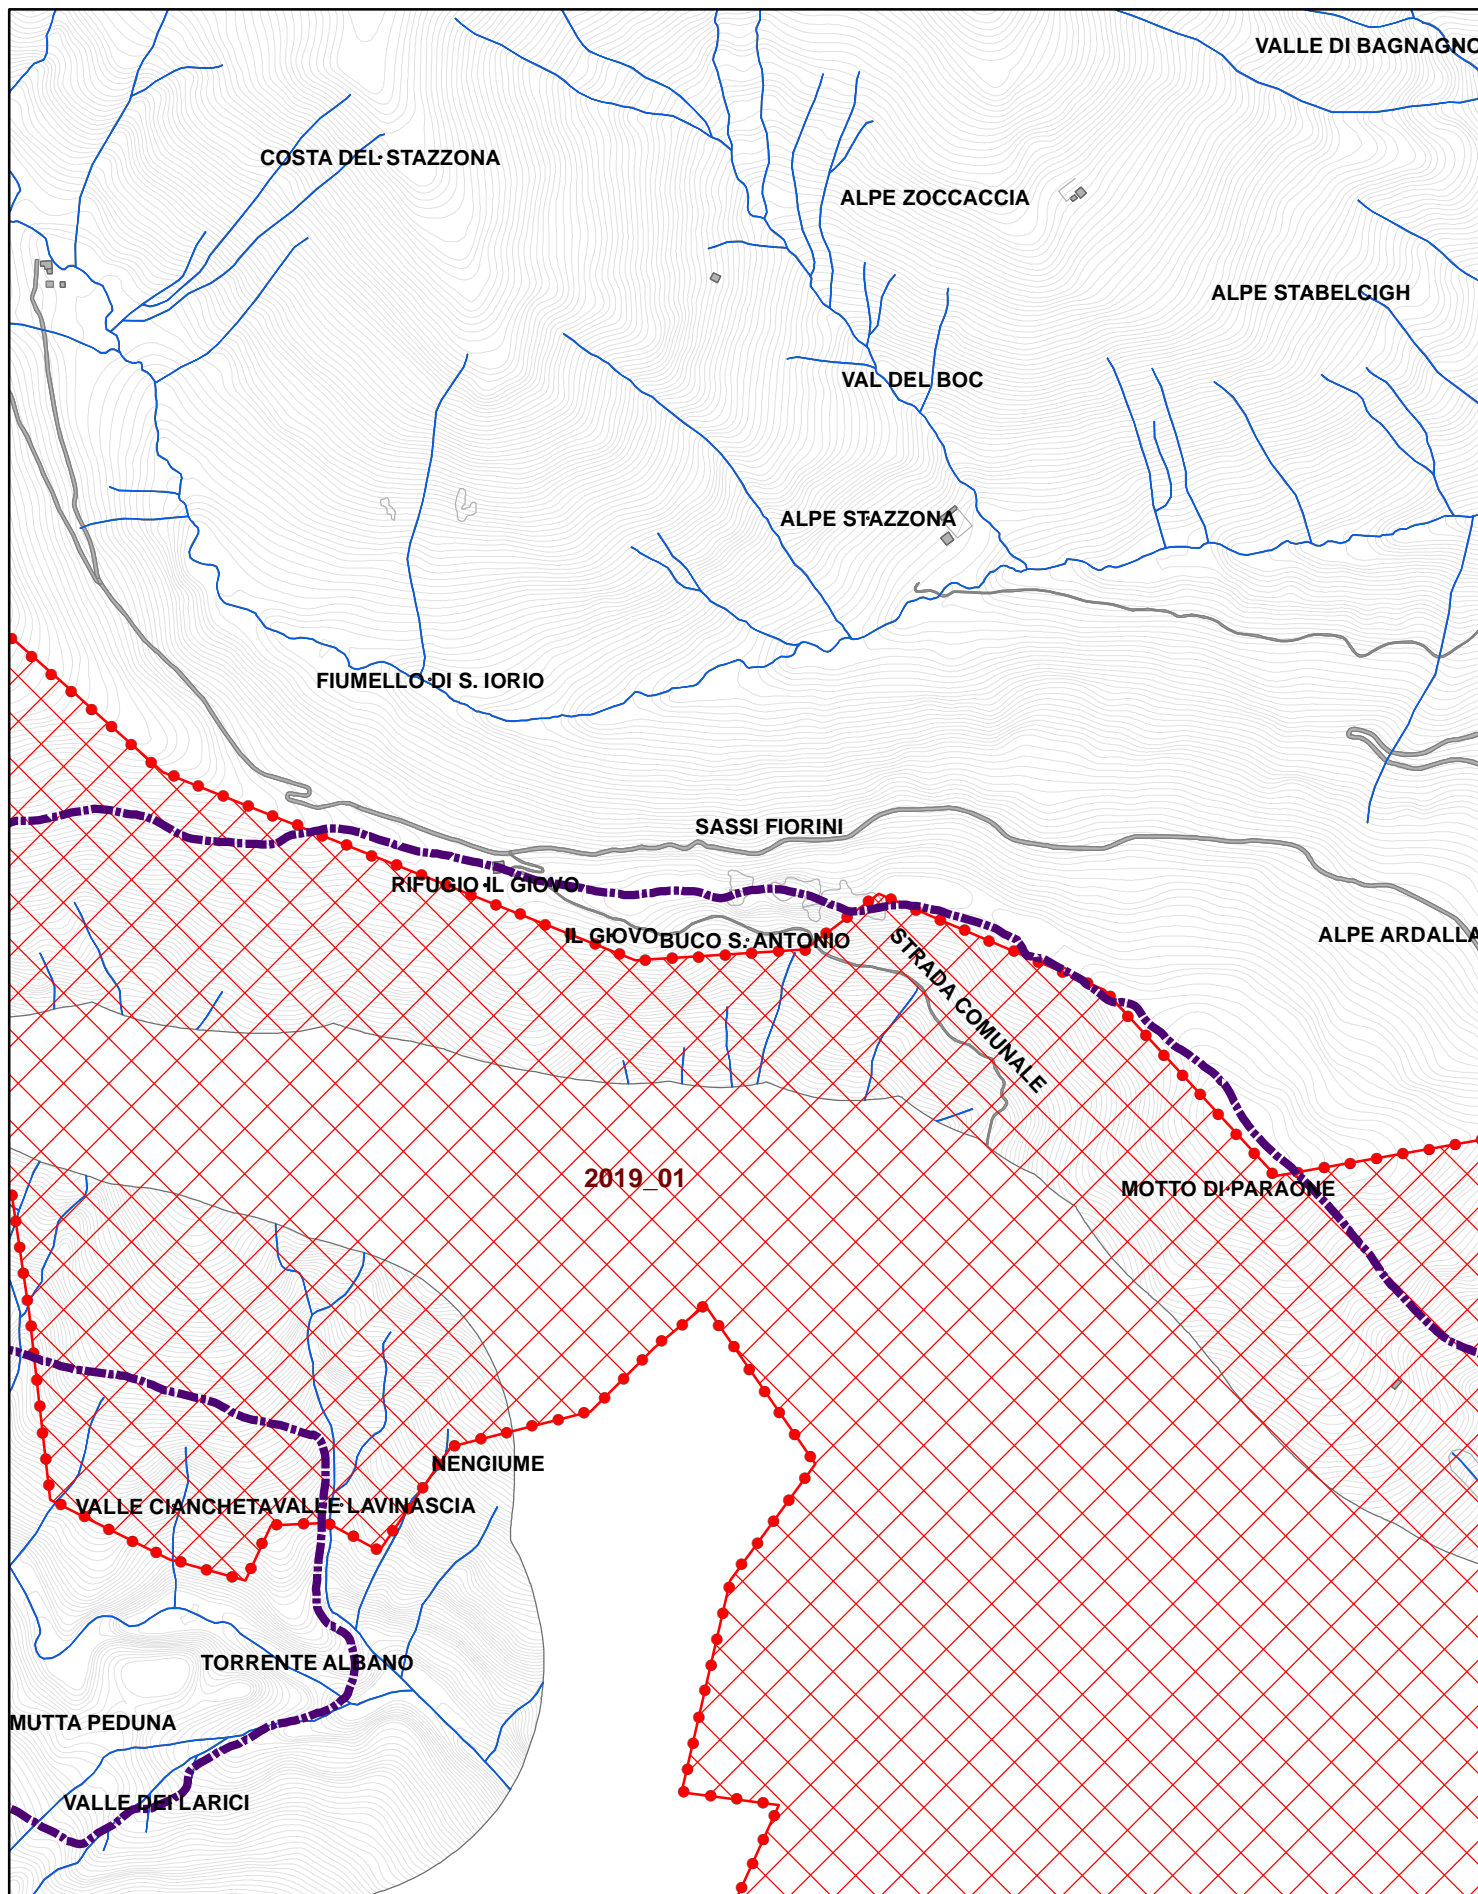 VALLE DI BAGNAGNO
COSTA DEL STAZZONA
ALPE ZOCCACCIA
ALPE STABELCIGH
VAL DEL BOC
ALPE STAZZONA
FIUMELLO DI S. IORIO
SASSI FIORINI
RIFUGIO IL GIOVO
IL GIOVO
BUCO S. ANTONIO
ALPE ARDALLA
STRADA COMUNALE
2019_01
MOTTO DI PARAONE
NENGIUME
VALLE CIANCHETA
VALLE LAVINASCIA
TORRENTE ALBANO
MUTTA PEDUNA
VALLE DEI LARICI